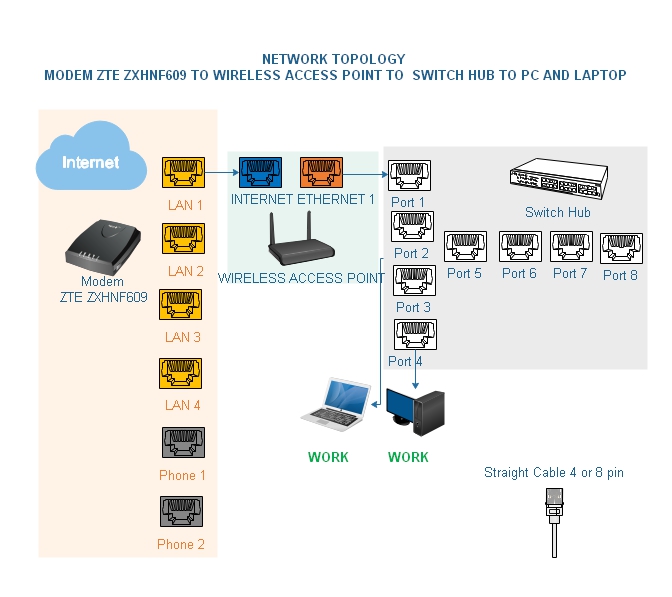 NETWORK TOPOLOGY
MODEM ZTE ZXHNF609 TO WIRELESS ACCESS POINT TO SWITCH HUB TO PC AND LAPTOP
Internet
Modem
ZTE ZXHNF609
LAN 1
LAN 2
LAN 3
LAN 4
Phone 1
Phone 2
INTERNET
ETHERNET 1
WIRELESS ACCESS POINT
Port 1
Port 2
Port 3
Port 4
Switch Hub
Port 5
Port 6
Port 7
Port 8
WORK
WORK
Straight Cable 4 or 8 pin